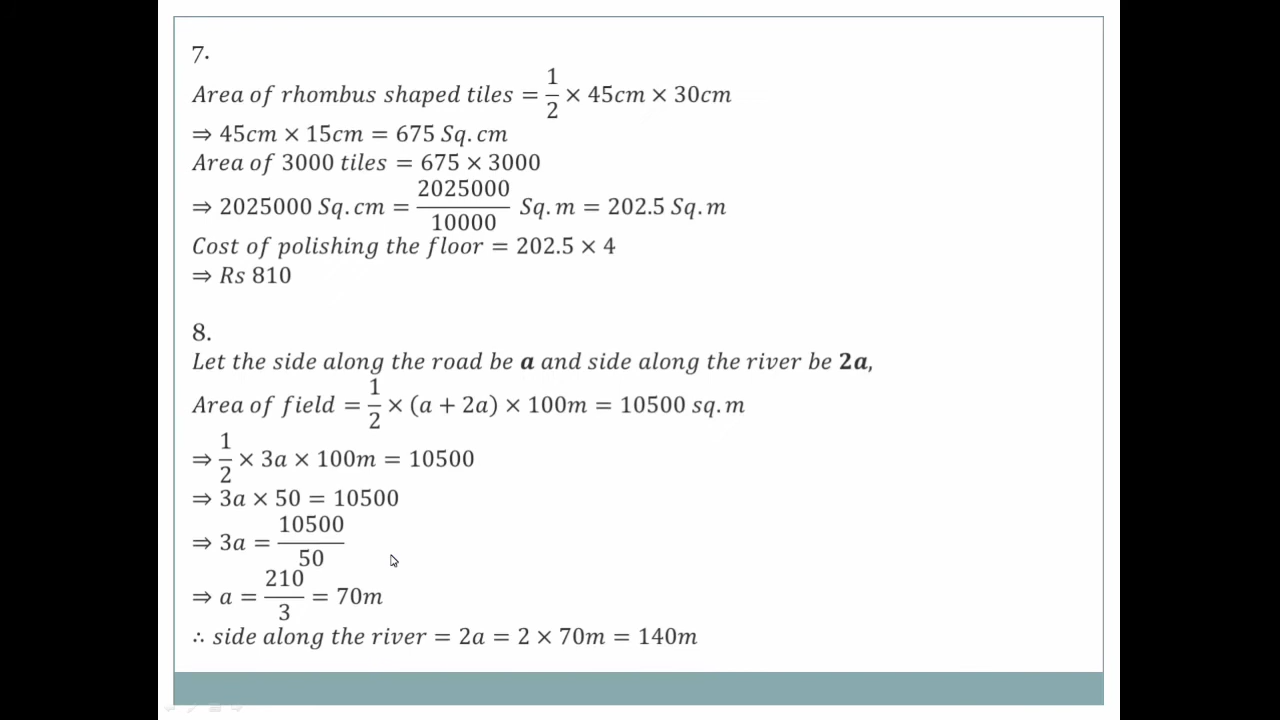 7.
Area of rhombus shaped tiles = 1/2 × 45cm × 30cm
⇒ 45cm × 15cm = 675 Sq.cm
Area of 3000 tiles = 675 × 3000
⇒ 2025000 Sq.cm = 2025000/10000 Sq.m = 202.5 Sq.m
Cost of polishing the floor = 202.5 × 4
⇒ Rs 810
8.
Let the side along the road be a and side along the river be 2a,
Area of field = 1/2 × (a + 2a) × 100m = 10500 sq.m
⇒ 1/2 × 3a × 100m = 10500
⇒ 3a × 50 = 10500
⇒ 3a = 10500/50
⇒ a = 210/3 = 70m
∴ side along the river = 2a = 2 × 70m = 140m